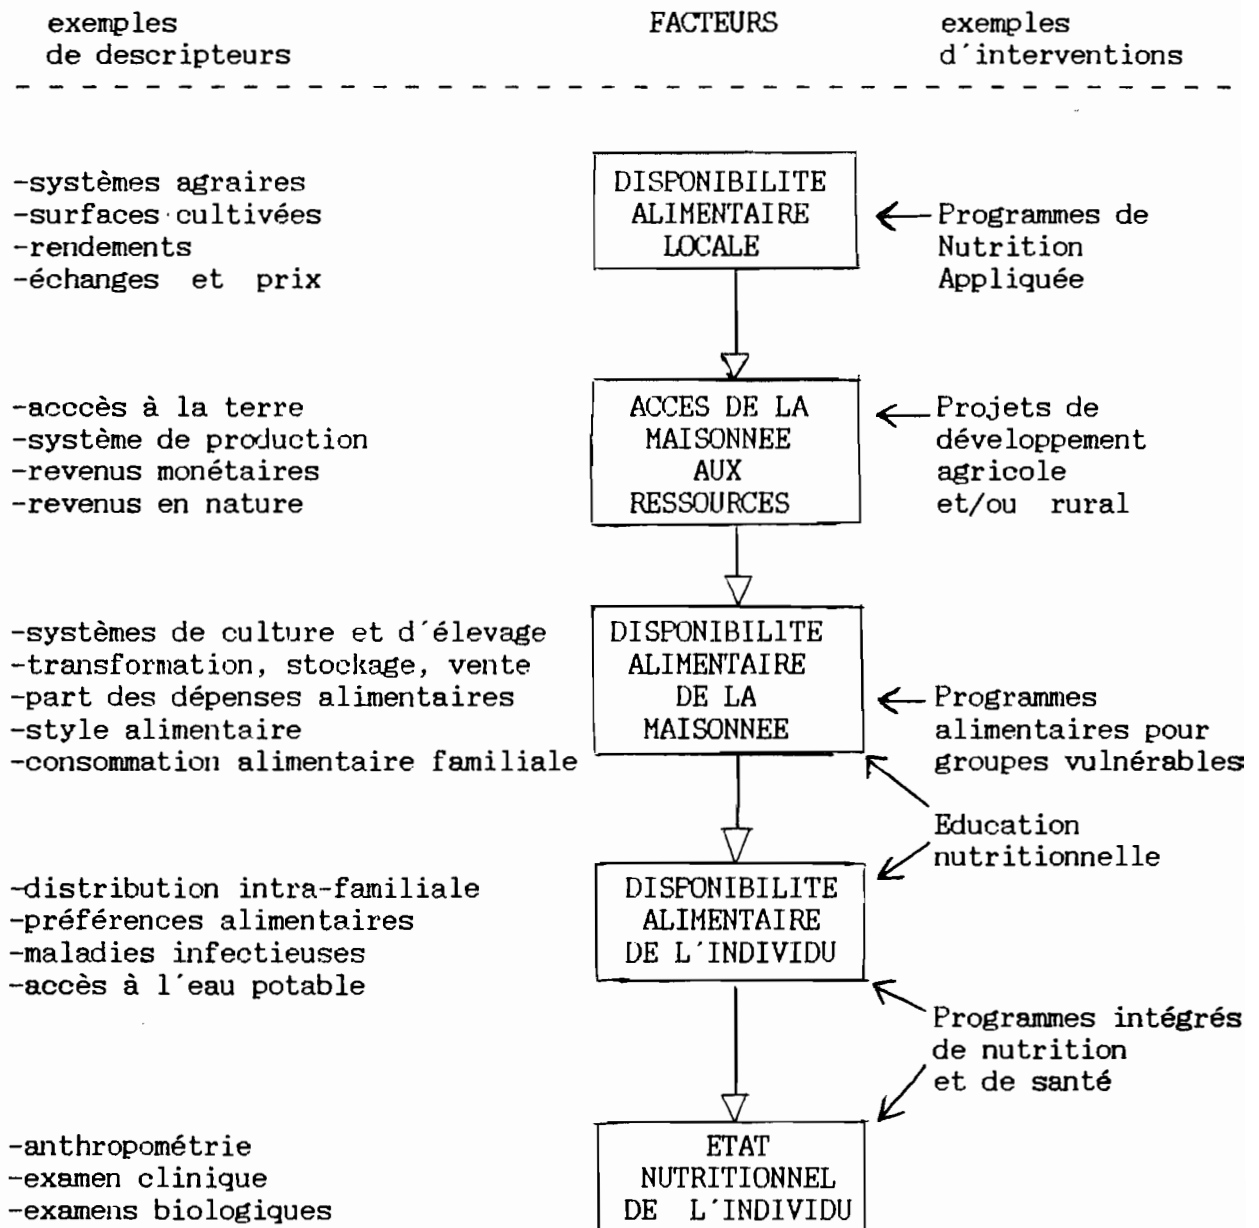 exemples
de descripteurs
FACTEURS
exemples
d´interventions
-systèmes agraires
-surfaces cultivées
-rendements
-échanges et prix
DISPONIBILITE
ALIMENTAIRE
LOCALE
Programmes de
Nutrition
Appliquée
-acccès à la terre
-système de production
-revenus monétaires
-revenus en nature
ACCES DE LA
MAISONNEE
AUX
RESSOURCES
Projets de
développement
agricole
et/ou rural
-systèmes de culture et d´élevage
-transformation, stockage, vente
-part des dépenses alimentaires
-style alimentaire
-consommation alimentaire familiale
DISPONIBILITE
ALIMENTAIRE
DE LA
MAISONNEE
Programmes
alimentaires pour
groupes vulnérables
Education
nutritionnelle
-distribution intra-familiale
-préférences alimentaires
-maladies infectieuses
-accès à l´eau potable
DISPONIBILITE
ALIMENTAIRE
DE L´INDIVIDU
Programmes intégrés
de nutrition
et de santé
-anthropométrie
-examen clinique
-examens biologiques
ETAT
NUTRITIONNEL
DE L´INDIVIDU